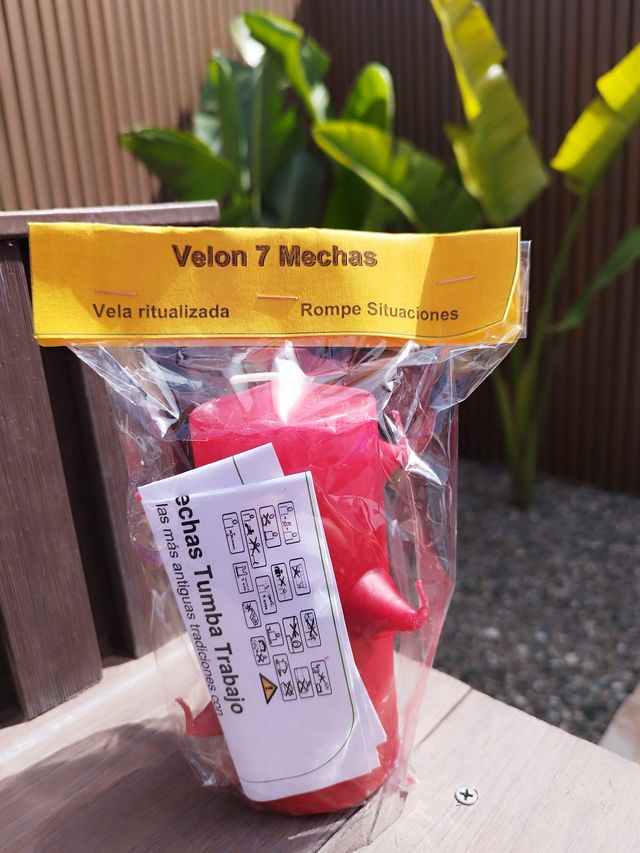 Velon 7 Mechas
Vela ritualizada
Rompe Situaciones
echas Tumba Trabajo
las más antiguas tradiciones con